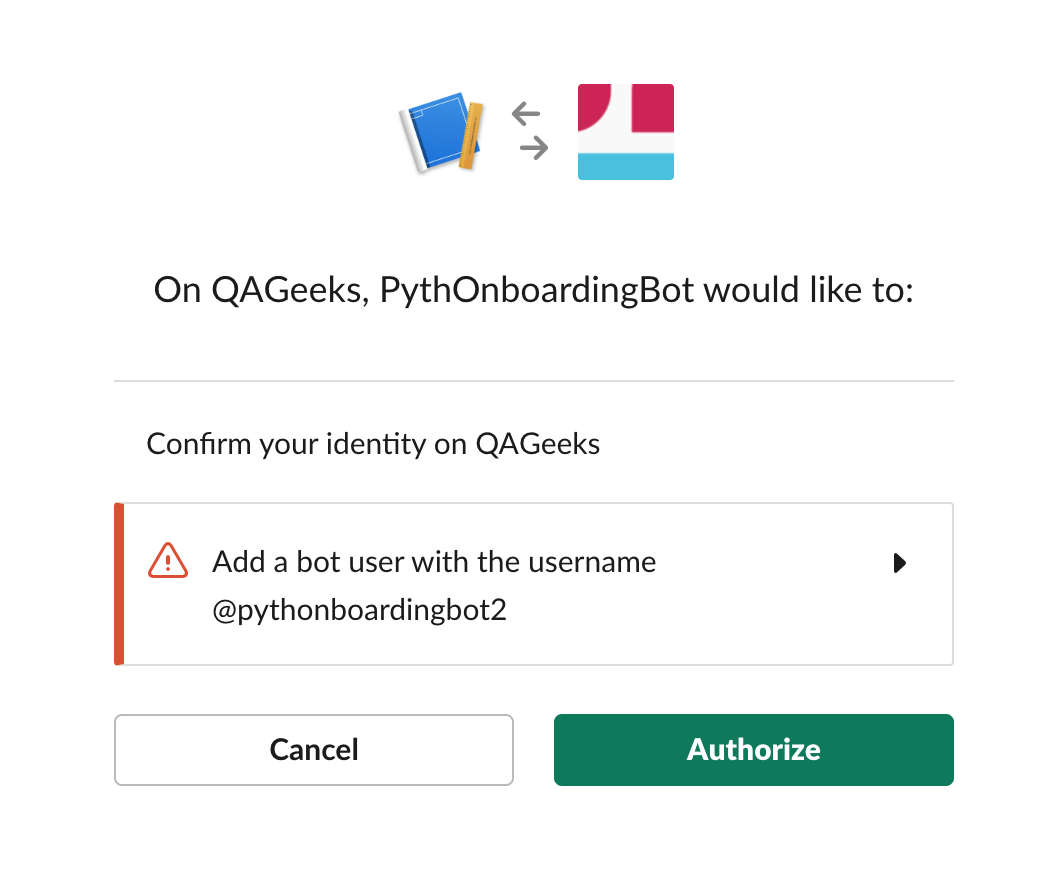 On QAGeeks, PythOnboardingBot would like to:
Confirm your identity on QAGeeks
Add a bot user with the username
@pythonboardingbot2
Cancel
Authorize